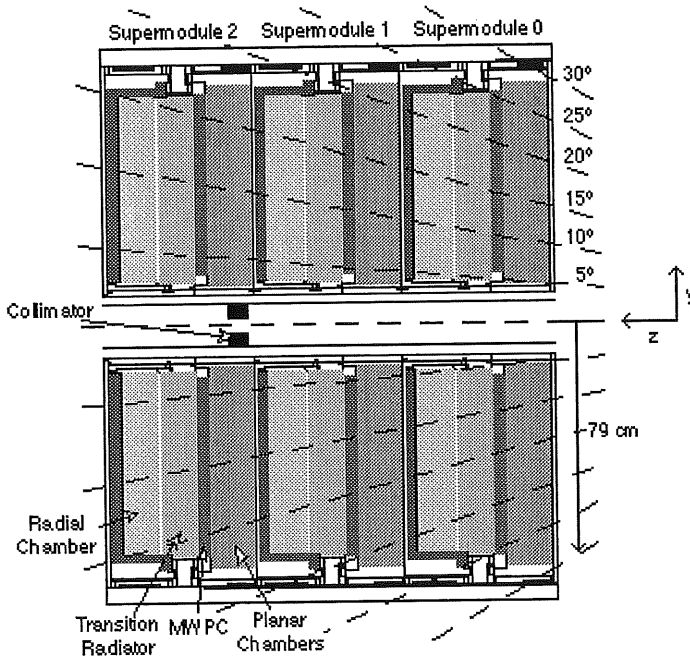 Supermodule 2 Supermodule 1 Supermodule 0
30º
25º
20º
15º
10º
5º
Collimator
y
z
79 cm
Radial
Chamber
Transition
Radiator
MWPC
Planar
Chambers